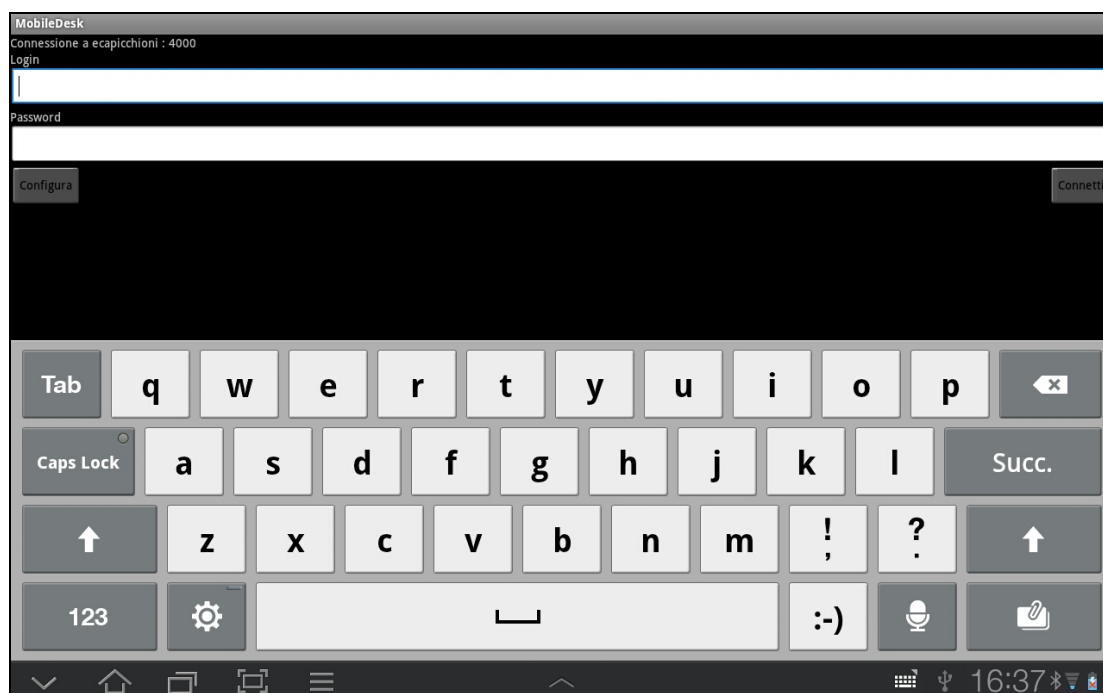 MobileDesk
Connessione a ecapicchioni : 4000
Login
Password
Configura Connetti
Tab q w e r t y u i o p
Caps Lock a s d f g h j k l Succ.
z x c v b n m ! , ? .
123 :-)
16:37